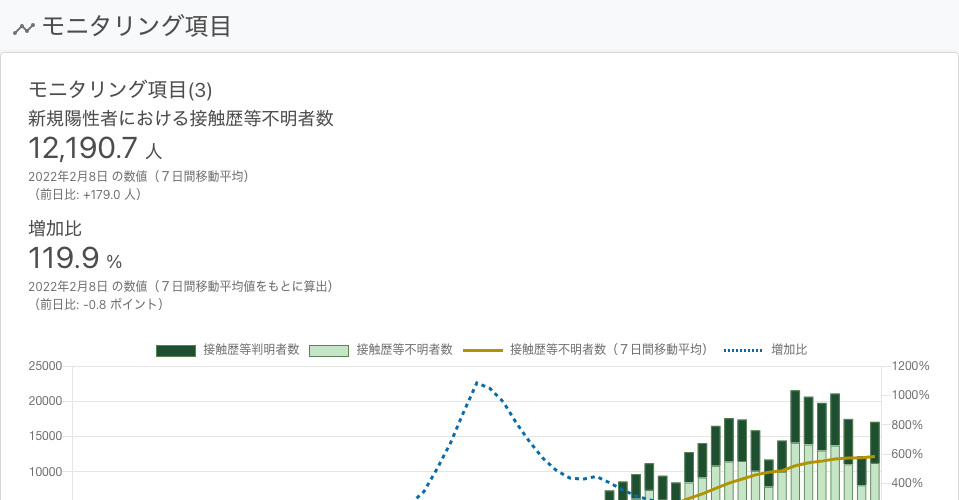 モニタリング項目
モニタリング項目(3)
新規陽性者における接触歴等不明者数
12,190.7 人
2022年2月8日 の数値（７日間移動平均）
（前日比: +179.0 人）
増加比
119.9 %
2022年2月8日 の数値（７日間移動平均値をもとに算出）
（前日比: -0.8 ポイント）
接触歴等判明者数 接触歴等不明者数 接触歴等不明者数（７日間移動平均） 増加比
25000 1200%
20000 1000%
15000 800%
10000 600%
400%